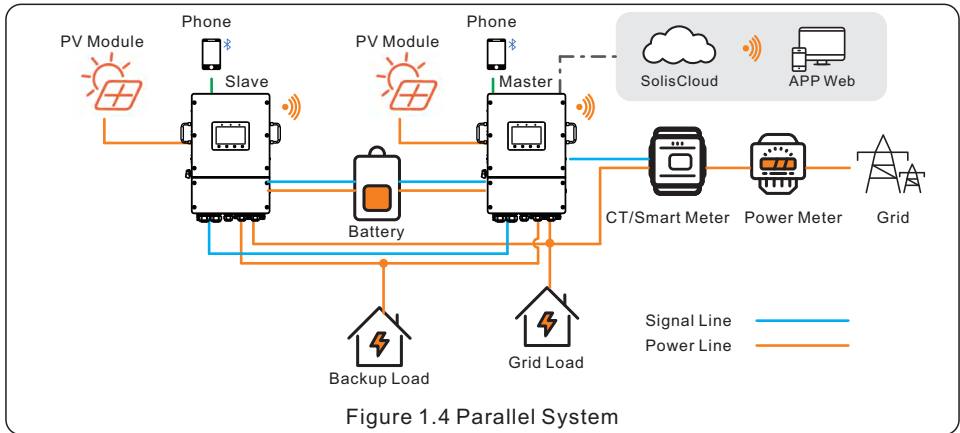 Phone
Phone
PV Module
PV Module
Slave
Master
SolisCloud
APP Web
Battery
CT/Smart Meter
Power Meter
Grid
Signal Line
Power Line
Grid Load
Backup Load
Figure 1.4 Parallel System